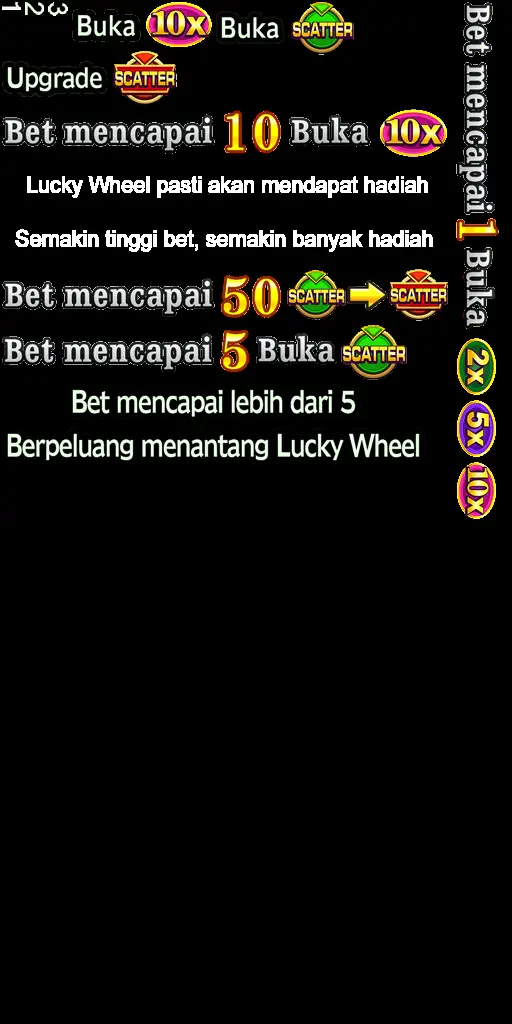 1
2
3
Buka 10x Buka SCATTER
Upgrade SCATTER
Bet mencapai 10 Buka 10x
Lucky Wheel pasti akan mendapat hadiah
Semakin tinggi bet, semakin banyak hadiah
Bet mencapai 50 SCATTER SCATTER
Bet mencapai 5 Buka SCATTER
Bet mencapai lebih dari 5
Berpeluang menantang Lucky Wheel
Bet mencapai 1 Buka 2x 5x 10x